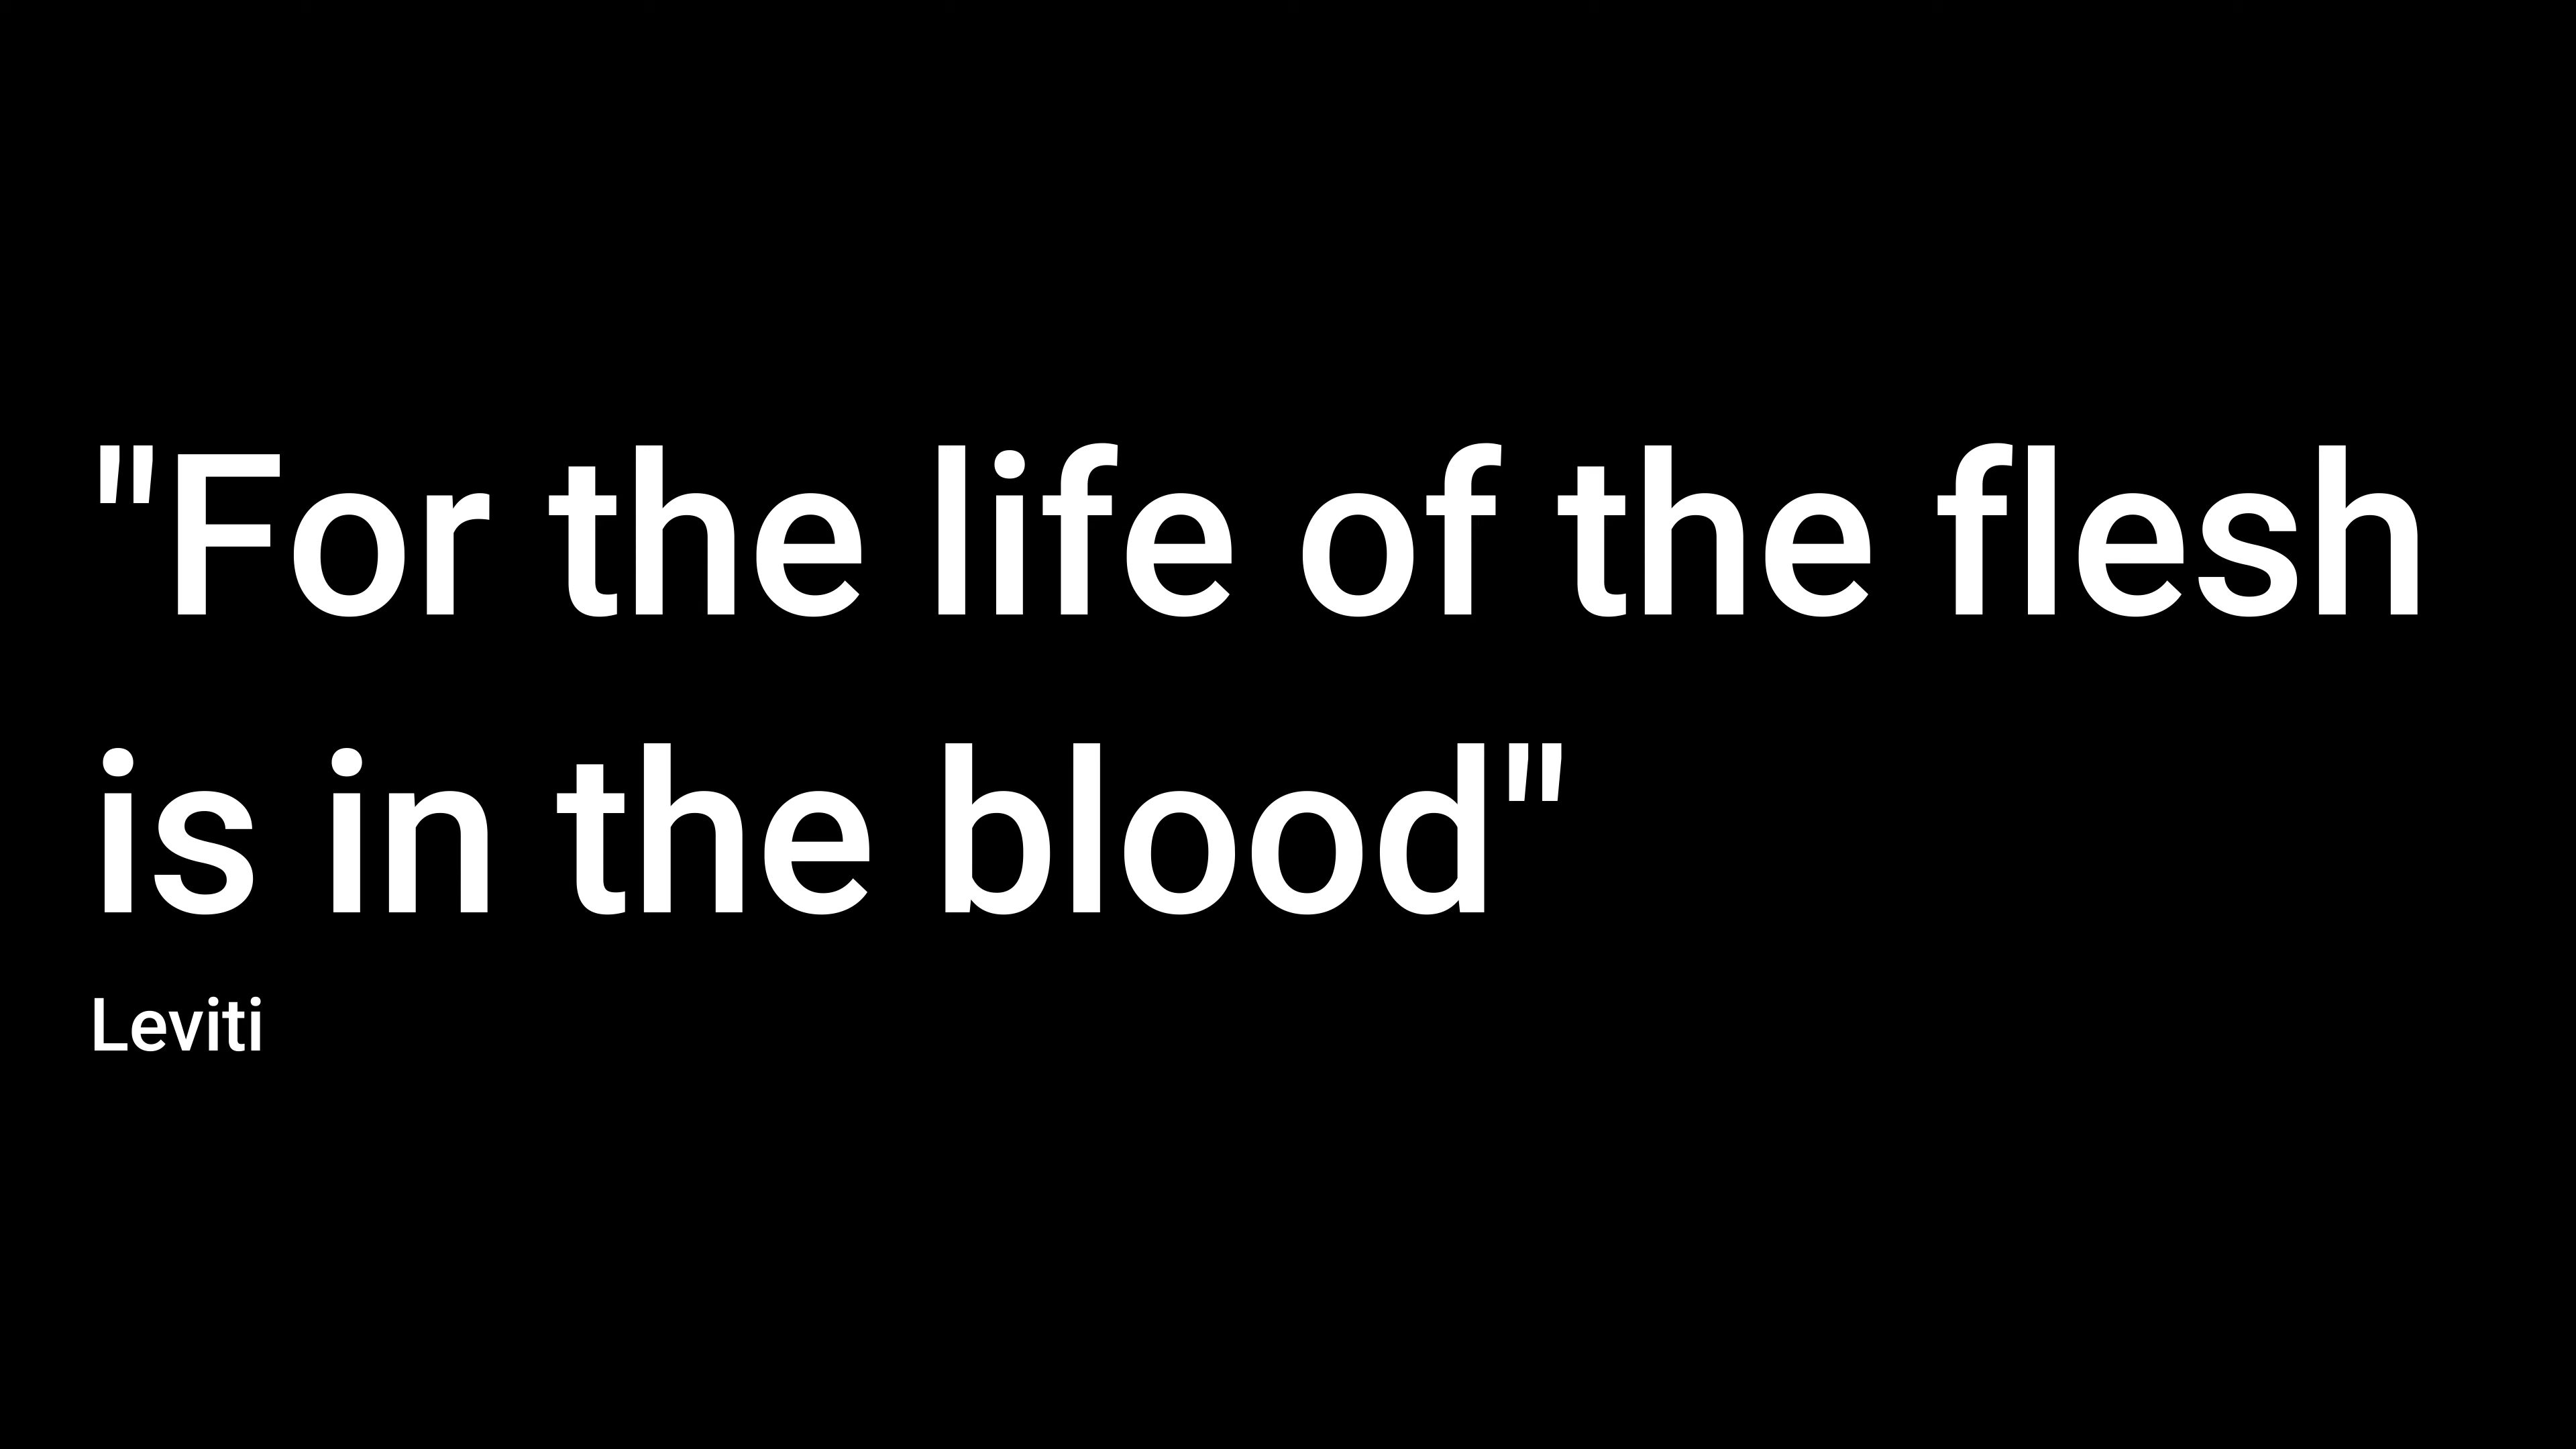 "For the life of the flesh
is in the blood"
Leviti